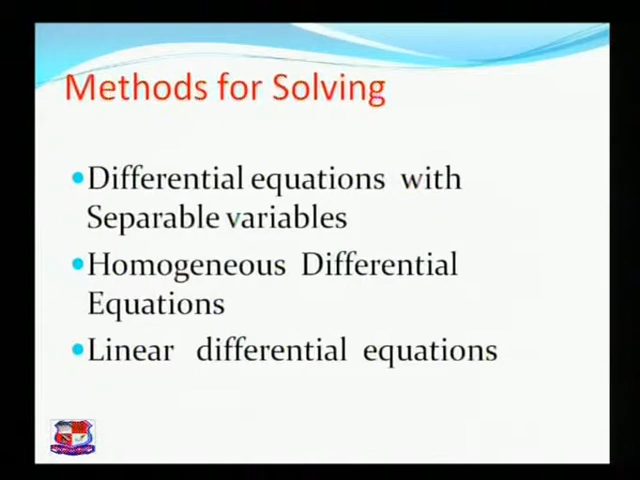 Methods for Solving
Differential equations with
Separable variables
Homogeneous Differential
Equations
Linear differential equations